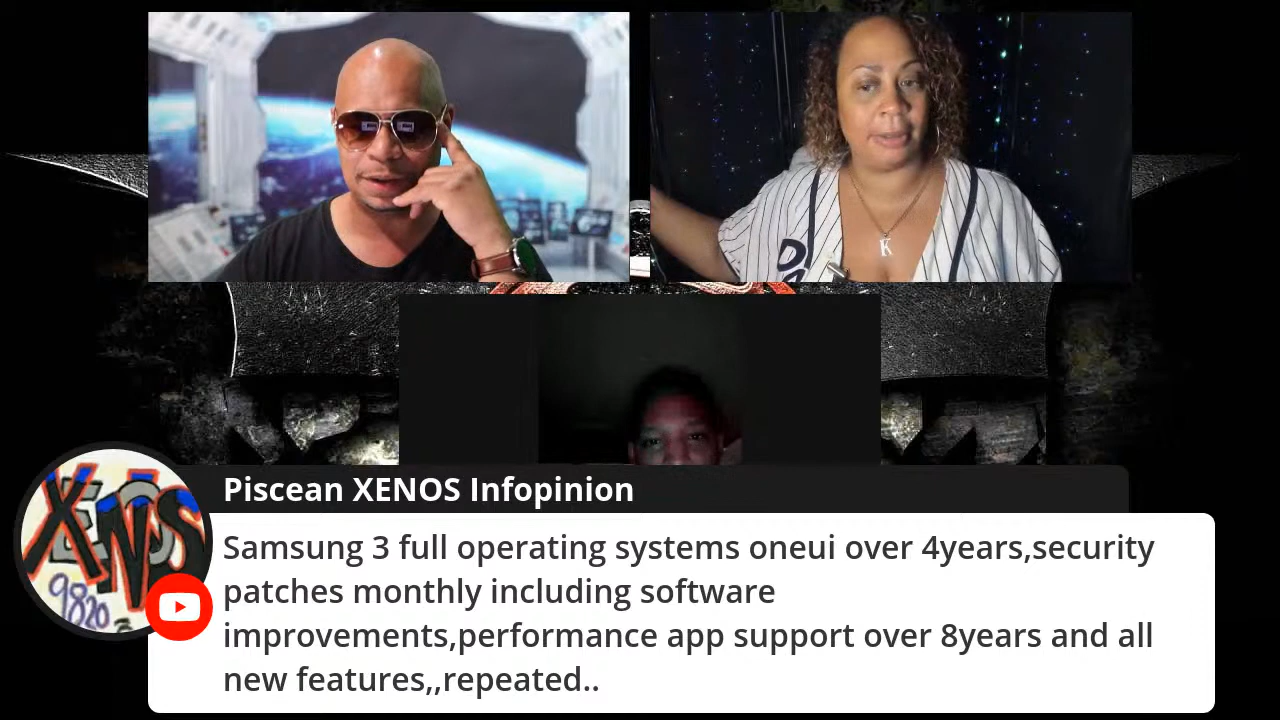 K
Piscean XENOS Infopinion
XENOS
9820
Samsung 3 full operating systems oneui over 4years,security
patches monthly including software
improvements,performance app support over 8years and all
new features,,repeated..